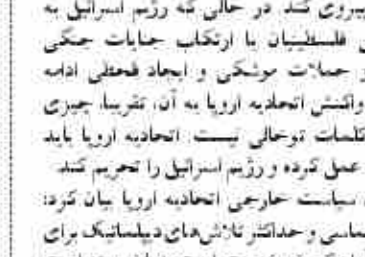 پیروی کند. در حالی که رژیم اسرائیل به
فلسطینیان با ارتکاب جنایات جنگی
حملات موشکی و ایجاد قحطی ادامه
واکنش اتحادیه اروپا به آن، تقریبا چیزی
کلمات توخالی نیست. اتحادیه اروپا باید
عمل کرده و رژیم اسرائیل را تحریم کند.
سیاست خارجی اتحادیه اروپا بیان کرد:
و حداکثر تلاش‌های دیپلماتیک برای